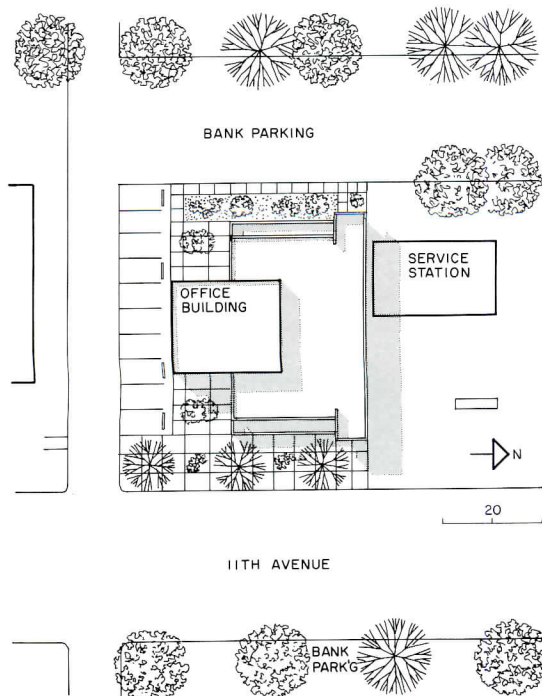 BANK PARKING
OFFICE
BUILDING
SERVICE
STATION
N
20
11TH AVENUE
BANK
PARK'G